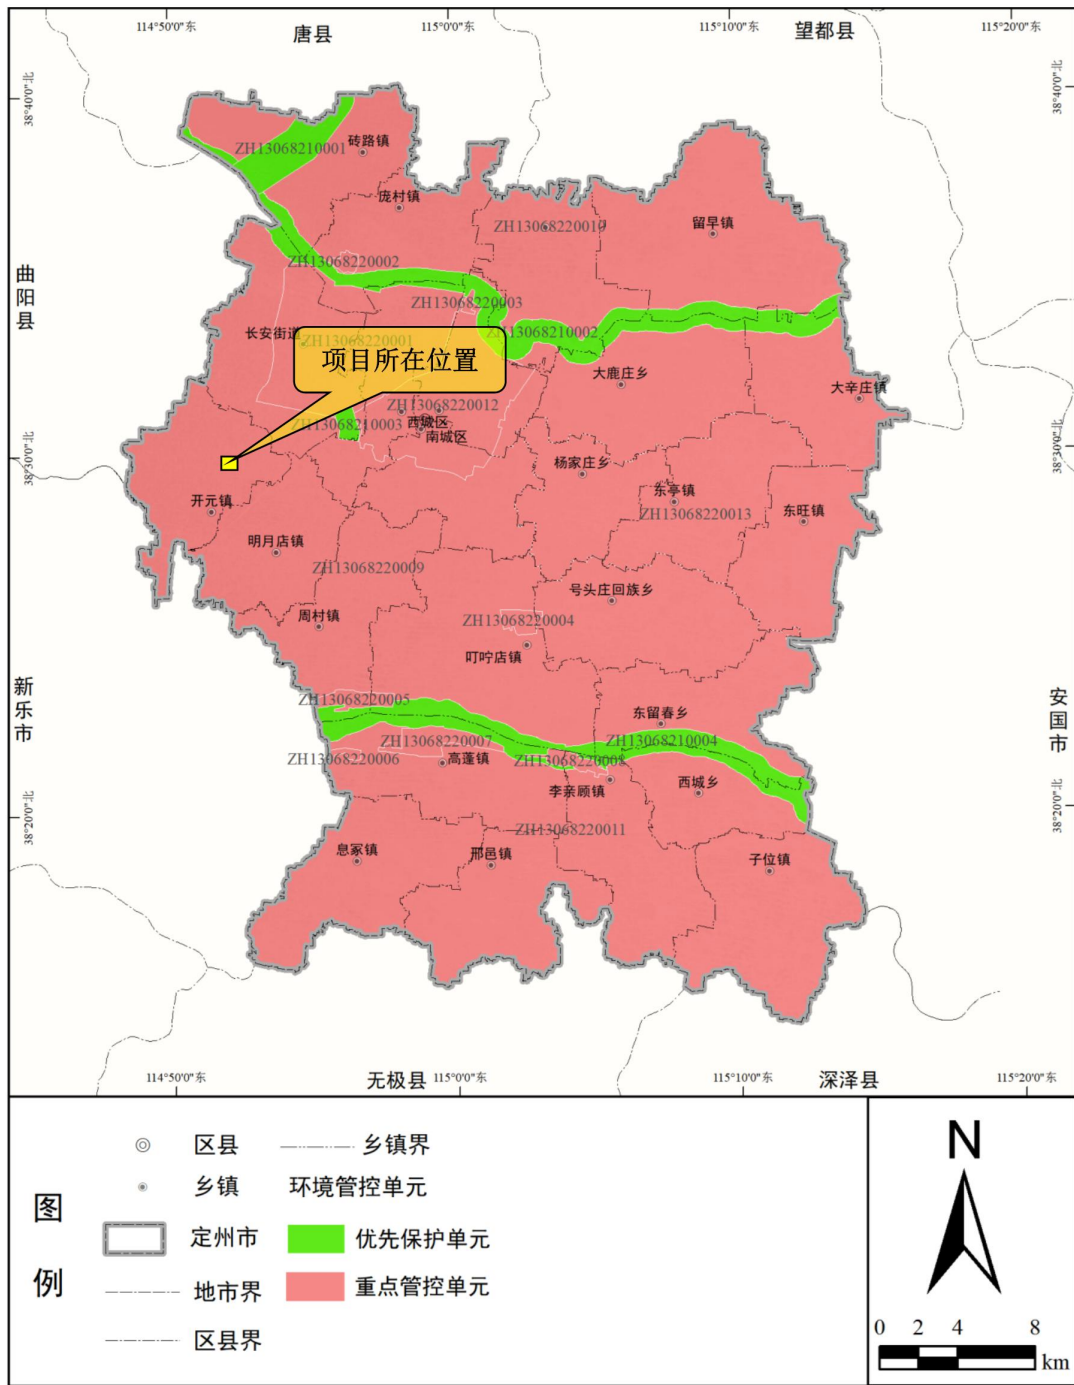 114°50′0″东
115°0′0″东
115°10′0″东
115°20′0″东
唐县
望都县
38°40′0″北
38°40′0″北
ZH13068210001
砖路镇
庞村镇
ZH13068220010
留早镇
曲阳县
ZH13068220002
ZH13068220003
长安街道
ZH13068220001
ZH13068210002
项目所在位置
大鹿庄乡
大辛庄镇
ZH13068220012
ZH13068210003
西城区
南城区
38°30′0″北
38°30′0″北
杨家庄乡
开元镇
东亭镇
ZH13068220013
东旺镇
明月店镇
ZH13068220009
号头庄回族乡
周村镇
ZH13068220004
叮咛店镇
新乐市
安国市
ZH13068220005
东留春乡
ZH13068220007
ZH13068210004
ZH13068220006
高蓬镇
ZH13068220008
李亲顾镇
西城乡
38°20′0″北
38°20′0″北
ZH13068220011
息冢镇
邢邑镇
子位镇
114°50′0″东
无极县
115°0′0″东
115°10′0″东
深泽县
115°20′0″东
图例
区县
乡镇界
乡镇
环境管控单元
定州市
优先保护单元
地市界
重点管控单元
区县界
N
0 2 4 8
km